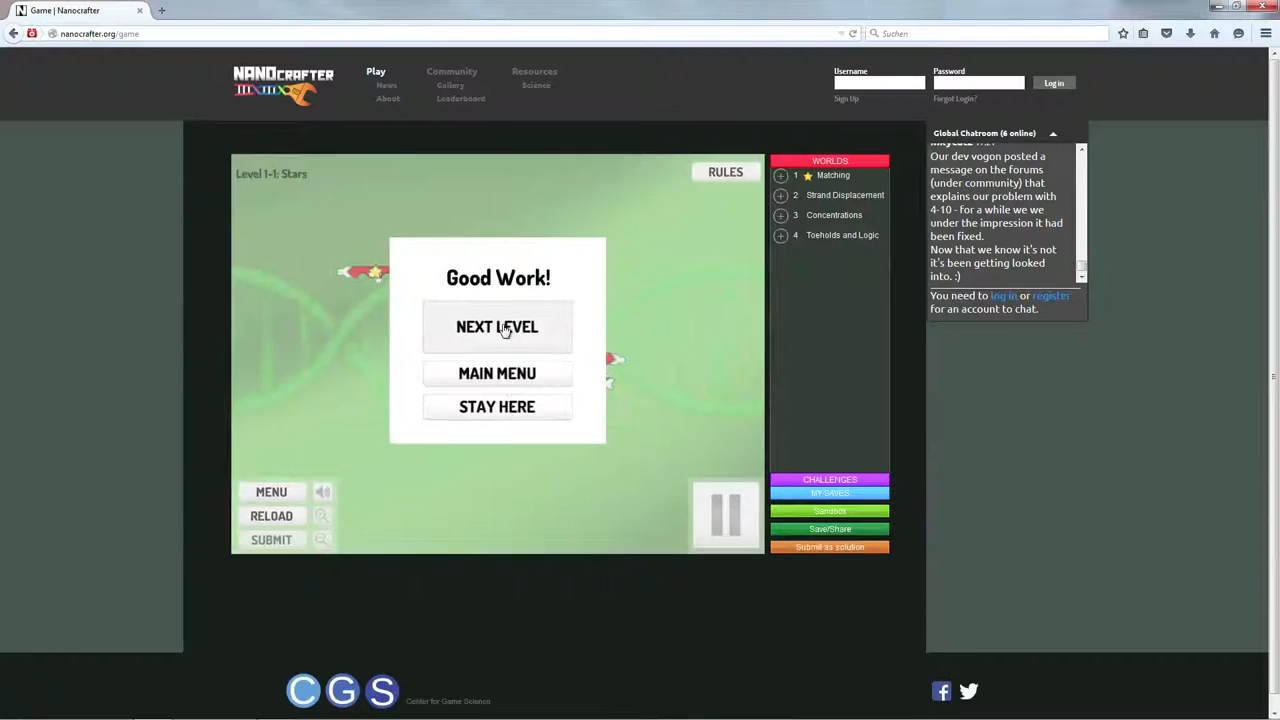 Game | Nanocrafter
nanocrafter.org/game
Suchen
NANOCRAFTER
Play
News
About
Community
Gallery
Leaderboard
Resources
Science
Username
Password
Log in
Sign Up
Forgot Login?
Global Chatroom (6 online)
Our dev vogon posted a
message on the forums
(under community) that
explains our problem with
4-10 - for a while we we
under the impression it had
been fixed.
Now that we know it's not
it's been getting looked
into. :)
You need to log in or register
for an account to chat.
Level 1-1: Stars
RULES
Good Work!
NEXT LEVEL
MAIN MENU
STAY HERE
MENU
RELOAD
SUBMIT
WORLDS
1 Matching
2 Strand Displacement
3 Concentrations
4 Toeholds and Logic
CHALLENGES
MY SAVES
Sandbox
Save/Share
Submit as solution
CGS Center for Game Science